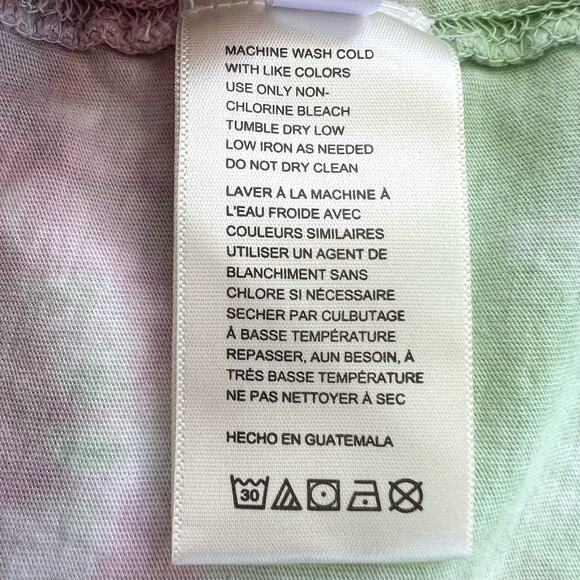 MACHINE WASH COLD
WITH LIKE COLORS
USE ONLY NON-
CHLORINE BLEACH
TUMBLE DRY LOW
LOW IRON AS NEEDED
DO NOT DRY CLEAN
LAVER À LA MACHINE À
L'EAU FROIDE AVEC
COULEURS SIMILAIRES
UTILISER UN AGENT DE
BLANCHIMENT SANS
CHLORE SI NÉCESSAIRE
SECHER PAR CULBUTAGE
À BASSE TEMPÉRATURE
REPASSER, AUN BESOIN, À
TRÉS BASSE TEMPÉRATURE
NE PAS NETTOYER À SEC
HECHO EN GUATEMALA
30